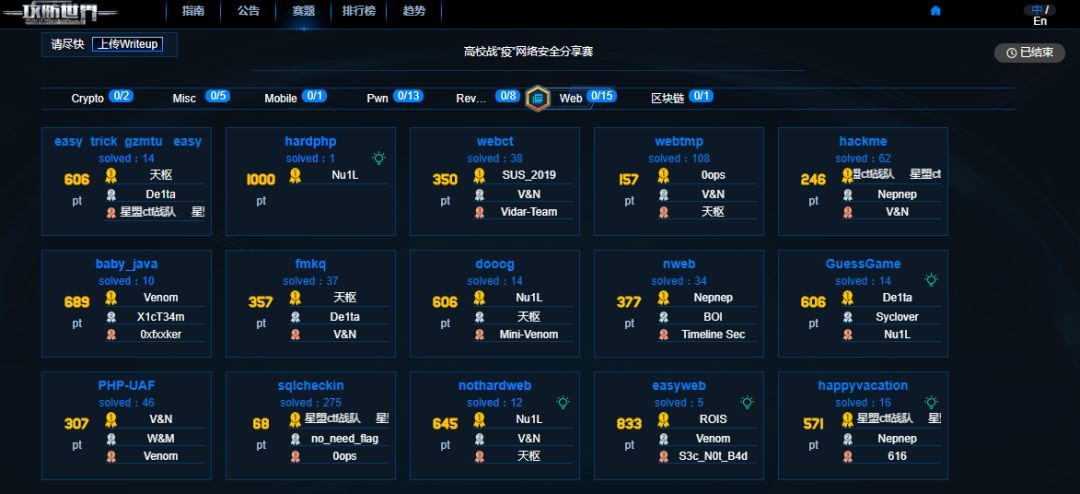 攻防世界
指南 公告 赛题 排行榜 趋势
中 /
En
请尽快 上传Writeup
高校战"疫"网络安全分享赛
已结束
Crypto 0/2 Misc 0/5 Mobile 0/1 Pwn 0/13 Rev... 0/8 Web 0/15 区块链 0/1
easy trick gzmtu easy
solved：14
606 pt
天枢
De1ta
星盟ctf战队 星
hardphp
solved：1
1000 pt
Nu1L
webct
solved：38
350 pt
SUS_2019
V&N
Vidar-Team
webtmp
solved：108
157 pt
0ops
V&N
天枢
hackme
solved：62
246 pt
盟ctf战队 星盟ct
Nepnep
V&N
baby_java
solved：10
689 pt
Venom
X1cT34m
0xfxxker
fmkq
solved：37
357 pt
天枢
De1ta
V&N
dooog
solved：14
606 pt
Nu1L
天枢
Mini-Venom
nweb
solved：34
377 pt
Nepnep
BOI
Timeline Sec
GuessGame
solved：14
606 pt
De1ta
Syclover
Nu1L
PHP-UAF
solved：46
307 pt
V&N
W&M
Venom
sqlcheckin
solved：275
68 pt
星盟ctf战队 星
no_need_flag
0ops
nothardweb
solved：12
645 pt
Nu1L
V&N
天枢
easyweb
solved：5
833 pt
ROIS
Venom
S3c_N0t_B4d
happyvacation
solved：16
571 pt
星盟ctf战队 星
Nepnep
616